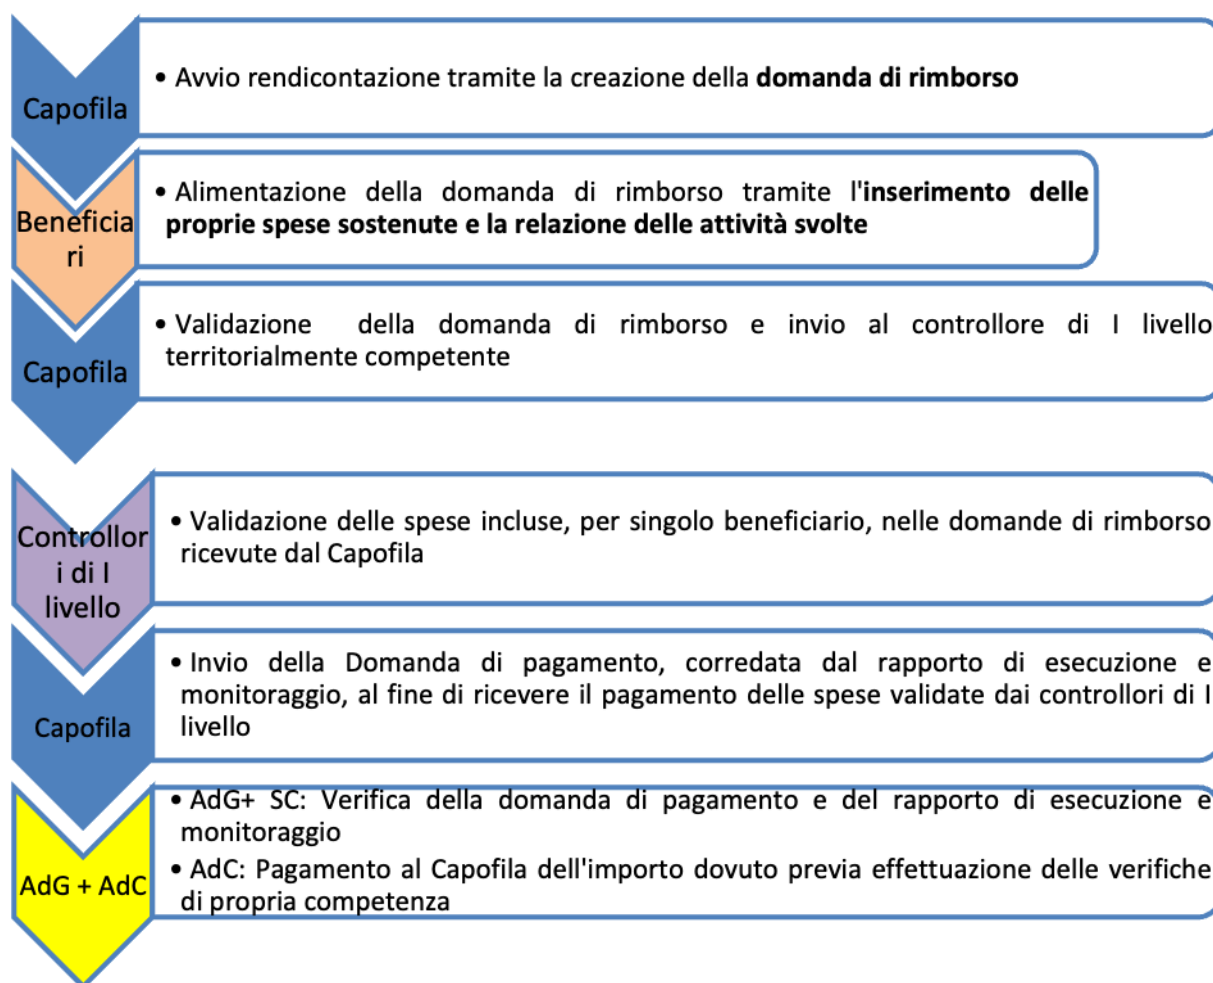 Capofila
• Avvio rendicontazione tramite la creazione della domanda di rimborso
Beneficia
ri
• Alimentazione della domanda di rimborso tramite l'inserimento delle
proprie spese sostenute e la relazione delle attività svolte
Capofila
• Validazione della domanda di rimborso e invio al controllore di I livello
territorialmente competente
Controllor
i di I
livello
• Validazione delle spese incluse, per singolo beneficiario, nelle domande di rimborso
ricevute dal Capofila
Capofila
• Invio della Domanda di pagamento, corredata dal rapporto di esecuzione e
monitoraggio, al fine di ricevere il pagamento delle spese validate dai controllori di I
livello
AdG + AdC
• AdG+ SC: Verifica della domanda di pagamento e del rapporto di esecuzione e
monitoraggio
• AdC: Pagamento al Capofila dell'importo dovuto previa effettuazione delle verifiche
di propria competenza